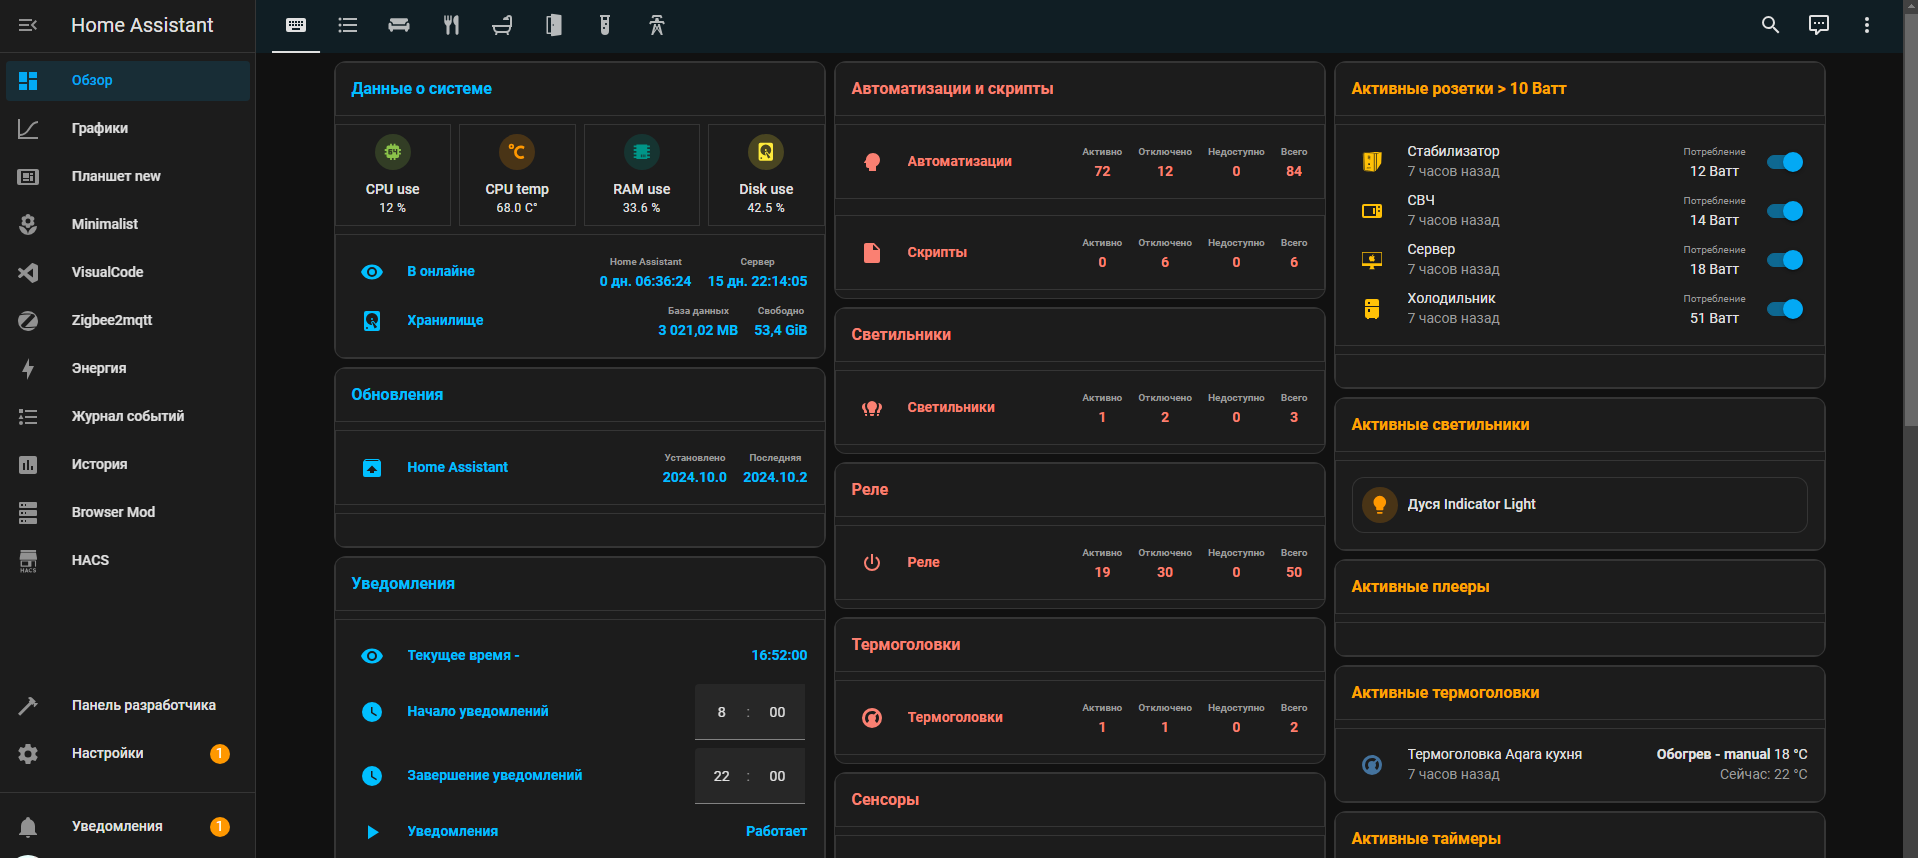 Home Assistant
Обзор
Графики
Планшет new
Minimalist
VisualCode
Zigbee2mqtt
Энергия
Журнал событий
История
Browser Mod
HACS
HACS
Панель разработчика
Настройки 1
Уведомления 1
Данные о системе
64
CPU use
12 %
°C
CPU temp
68.0 C°
RAM use
33.6 %
Disk use
42.5 %
В онлайне
Home Assistant
0 дн. 06:36:24
Сервер
15 дн. 22:14:05
Хранилище
База данных
3 021,02 MB
Свободно
53,4 GiB
Обновления
Home Assistant
Установлено
2024.10.0
Последняя
2024.10.2
Уведомления
Текущее время - 16:52:00
Начало уведомлений 8 : 00
Завершение уведомлений 22 : 00
Уведомления Работает
Автоматизации и скрипты
Автоматизации
Активно Отключено Недоступно Всего
72 12 0 84
Скрипты
Активно Отключено Недоступно Всего
0 6 0 6
Светильники
Светильники
Активно Отключено Недоступно Всего
1 2 0 3
Реле
Реле
Активно Отключено Недоступно Всего
19 30 0 50
Термоголовки
Термоголовки
Активно Отключено Недоступно Всего
1 1 0 2
Сенсоры
Активные розетки > 10 Ватт
Стабилизатор
7 часов назад
Потребление
12 Ватт
СВЧ
7 часов назад
Потребление
14 Ватт
Сервер
7 часов назад
Потребление
18 Ватт
Холодильник
7 часов назад
Потребление
51 Ватт
Активные светильники
Дуся Indicator Light
Активные плееры
Активные термоголовки
Термоголовка Aqara кухня
7 часов назад
Обогрев - manual 18 °C
Сейчас: 22 °C
Активные таймеры